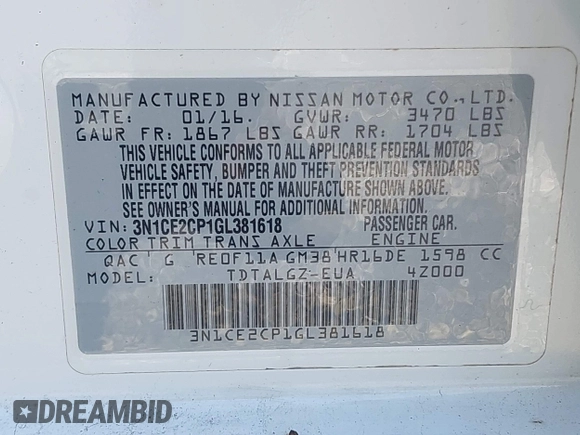 MANUFACTURED BY NISSAN MOTOR CO.,LTD.
DATE: 01/16. GVWR: 3470 LBS
GAWR FR: 1867 LBS GAWR RR: 1704 LBS
THIS VEHICLE CONFORMS TO ALL APPLICABLE FEDERAL MOTOR
VEHICLE SAFETY, BUMPER AND THEFT PREVENTION STANDARDS
IN EFFECT ON THE DATE OF MANUFACTURE SHOWN ABOVE.
SEE OWNER'S MANUAL FOR ADDITIONAL INFORMATION
VIN: 3N1CE2CP1GL381618 PASSENGER CAR.
COLOR TRIM TRANS AXLE ENGINE
QAC G RE0F11A GM38 HR16DE 1598 CC
MODEL: TDTALGZ-EUA 4Z000
3N1CE2CP1GL381618
DREAMBID